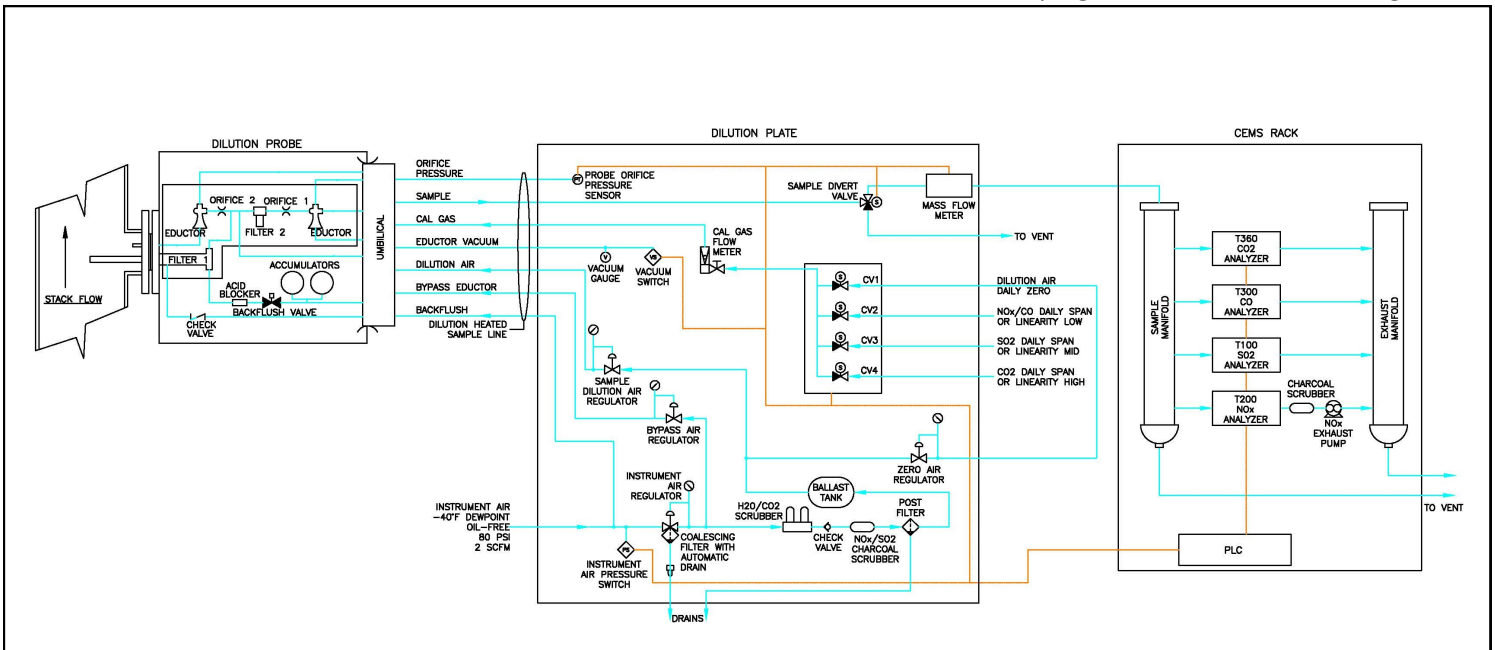 DILUTION PROBE
ORIFICE 2
ORIFICE 1
EDUCTOR
FILTER 2
EDUCTOR
FILTER 1
ACCUMULATORS
ACID
BLOCKER
BACKFLUSH VALVE
CHECK
VALVE
STACK FLOW
UMBILICAL
ORIFICE
PRESSURE
SAMPLE
CAL GAS
EDUCTOR VACUUM
DILUTION AIR
BYPASS EDUCTOR
BACKFLUSH
DILUTION HEATED
SAMPLE LINE
DILUTION PLATE
PT
PROBE ORIFICE
PRESSURE
SENSOR
SAMPLE DIVERT
VALVE
S
MASS FLOW
METER
TO VENT
CAL GAS
FLOW
METER
V
VACUUM
GAUGE
VS
VACUUM
SWITCH
S
CV1
S
CV2
S
CV3
S
CV4
DILUTION AIR
DAILY ZERO
NOx/CO DAILY SPAN
OR LINEARITY LOW
SO2 DAILY SPAN
OR LINEARITY MID
CO2 DAILY SPAN
OR LINEARITY HIGH
SAMPLE
DILUTION AIR
REGULATOR
BYPASS AIR
REGULATOR
ZERO AIR
REGULATOR
INSTRUMENT
AIR
REGULATOR
BALLAST
TANK
H20/CO2
SCRUBBER
POST
FILTER
INSTRUMENT AIR
-40°F DEWPOINT
OIL-FREE
80 PSI
2 SCFM
COALESCING
FILTER WITH
AUTOMATIC
DRAIN
CHECK
VALVE
NOx/SO2
CHARCOAL
SCRUBBER
PS
INSTRUMENT
AIR PRESSURE
SWITCH
DRAINS
CEMS RACK
SAMPLE
MANIFOLD
T360
CO2
ANALYZER
T300
CO
ANALYZER
T100
SO2
ANALYZER
T200
NOx
ANALYZER
CHARCOAL
SCRUBBER
NOx
EXHAUST
PUMP
EXHAUST
MANIFOLD
TO VENT
PLC